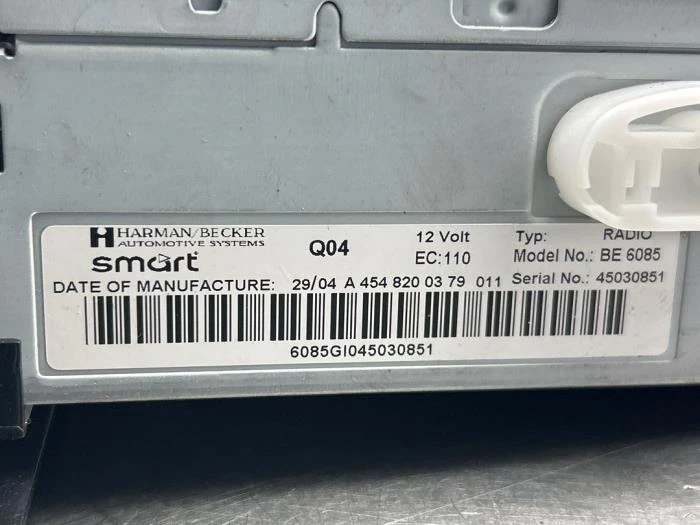 HARMAN/BECKER
AUTOMOTIVE SYSTEMS
smart
Q04
12 Volt
EC:110
Typ: RADIO
Model No.: BE 6085
Serial No.: 45030851
DATE OF MANUFACTURE: 29/04 A 454 820 03 79 011
6085GI045030851